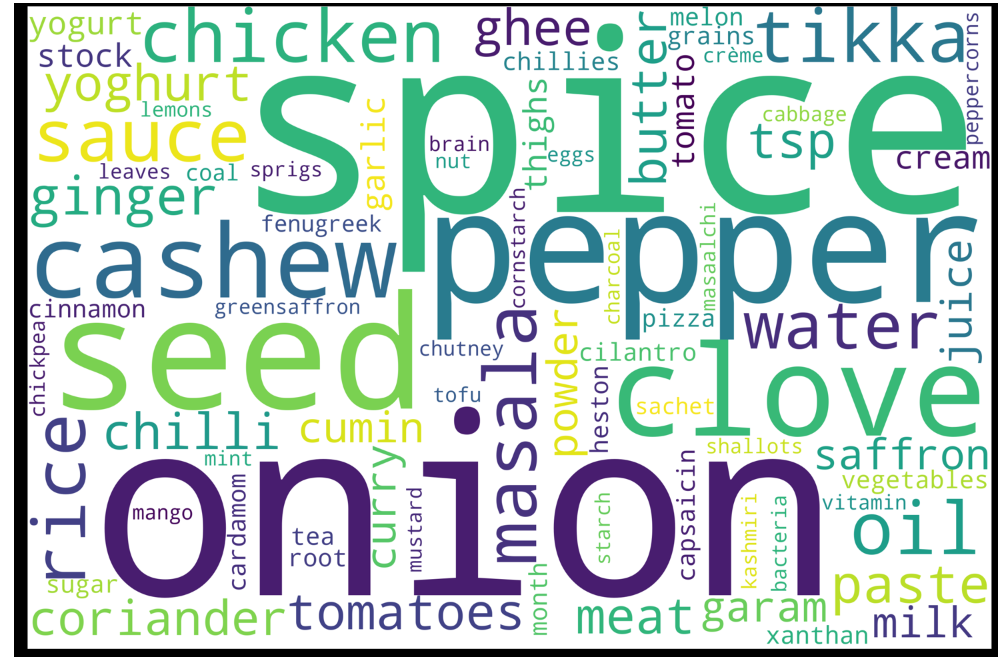 yogurt
chicken
ghee
melon
grains
crème
tikka
peppercorns
stock
chillies
butter
tomato
yoghurt
lemons
spice
sauce
garlic
thighs
cabbage
tsp
cream
brain
nut
eggs
leaves
coal
sprigs
ginger
fenugreek
cornstarch
pepper
masaalchi
charcoal
juice
cashew
cinnamon
greensaffron
pizza
water
chickpea
seed
chutney
masala
powder
cilantro
clove
tofu
heston
sachet
rice
chilli
cumin
shallots
saffron
mint
onion
curry
vegetables
capsaicin
vitamin
mango
cardamom
tea
root
mustard
starch
kashmiri
bacteria
oil
sugar
paste
coriander
tomatoes
month
meat
garam
xanthan
milk